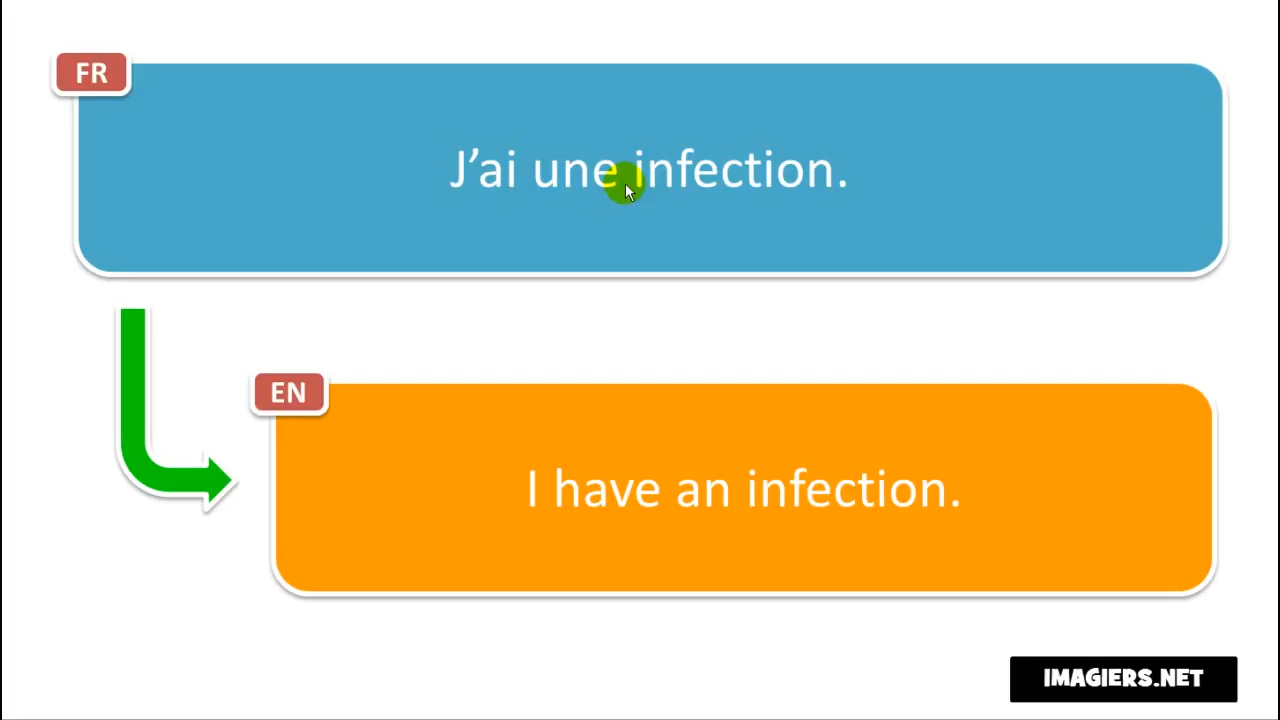 FR
J’ai une infection.
EN
I have an infection.
IMAGIERS.NET